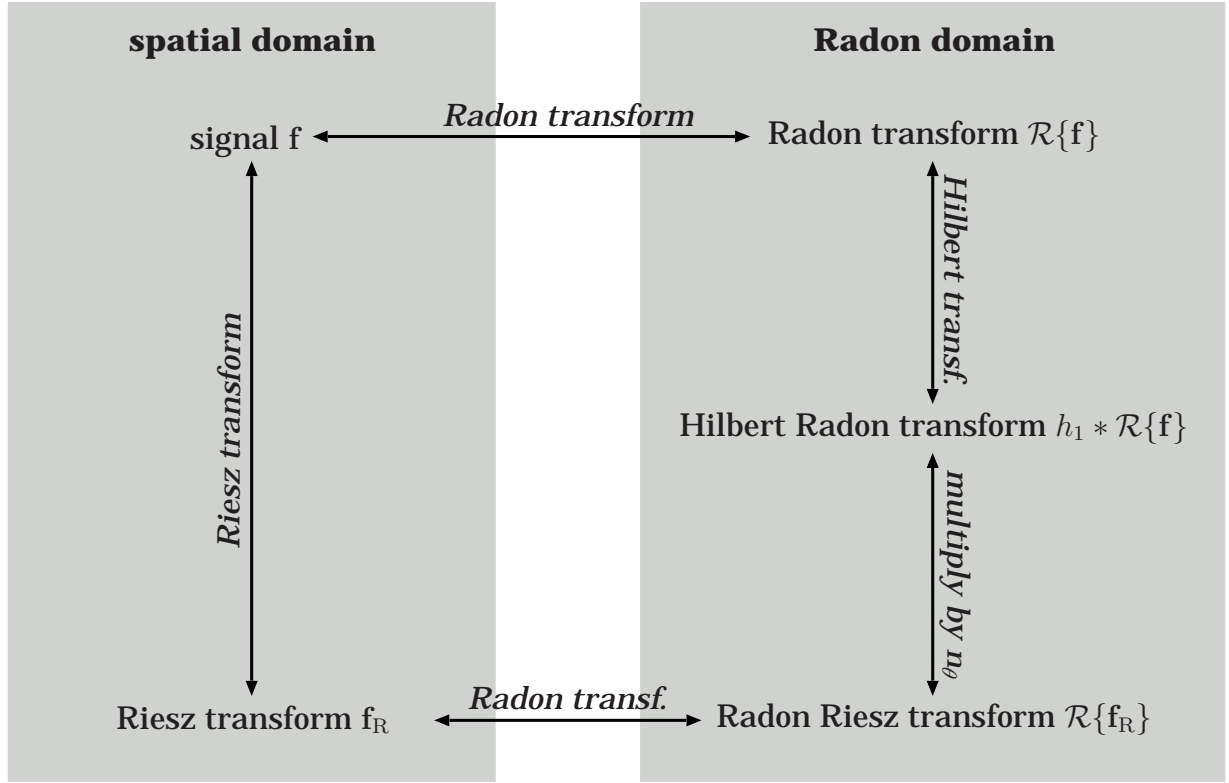 spatial domain
Radon domain
Radon transform
signal f
Radon transform ℛ{f}
Hilbert transf.
Riesz transform
Hilbert Radon transform h₁ ∗ ℛ{f}
multiply by n_θ
Radon transf.
Riesz transform f_R
Radon Riesz transform ℛ{f_R}